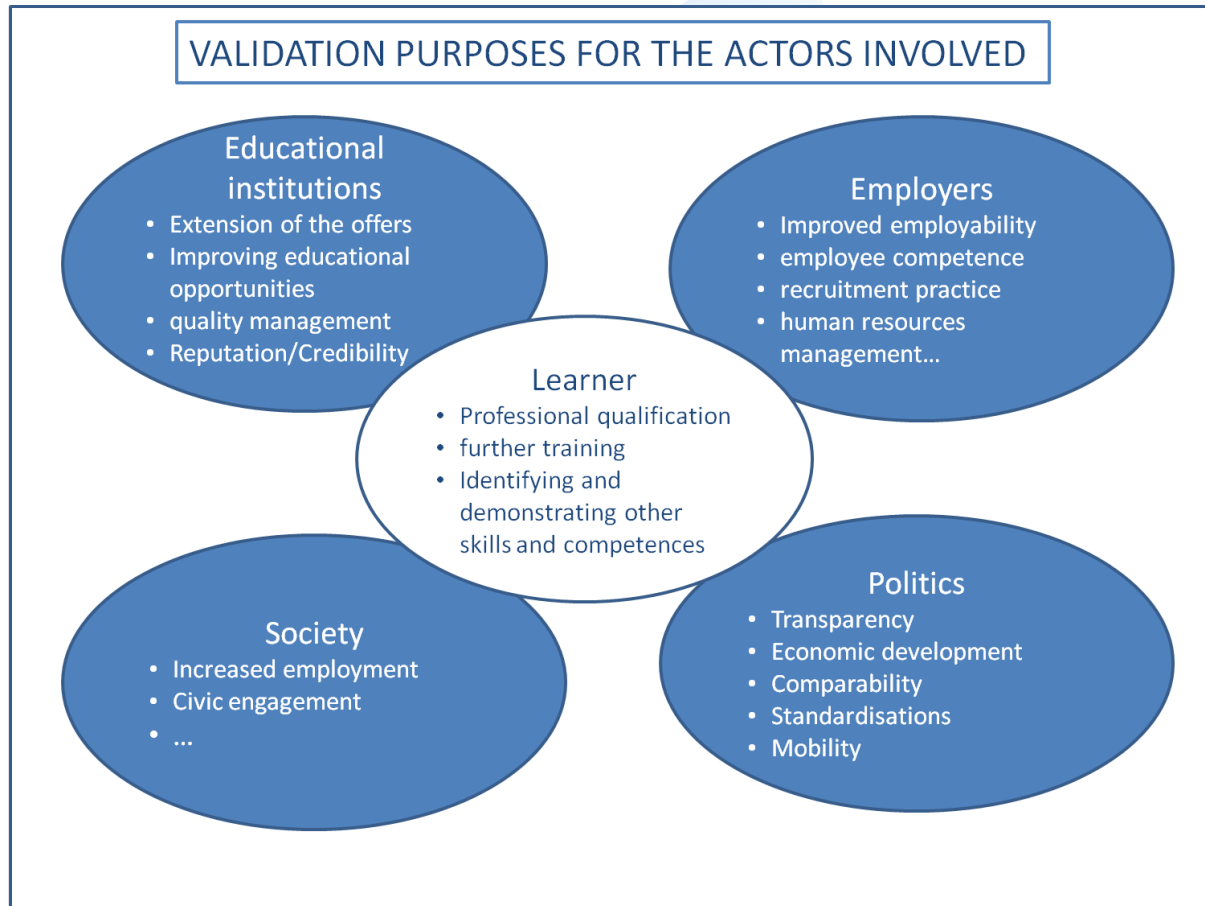 VALIDATION PURPOSES FOR THE ACTORS INVOLVED
Educational
institutions
• Extension of the offers
• Improving educational
opportunities
• quality management
• Reputation/Credibility
Employers
• Improved employability
• employee competence
• recruitment practice
• human resources
management...
Learner
• Professional qualification
• further training
• Identifying and
demonstrating other
skills and competences
Society
• Increased employment
• Civic engagement
• ...
Politics
• Transparency
• Economic development
• Comparability
• Standardisations
• Mobility